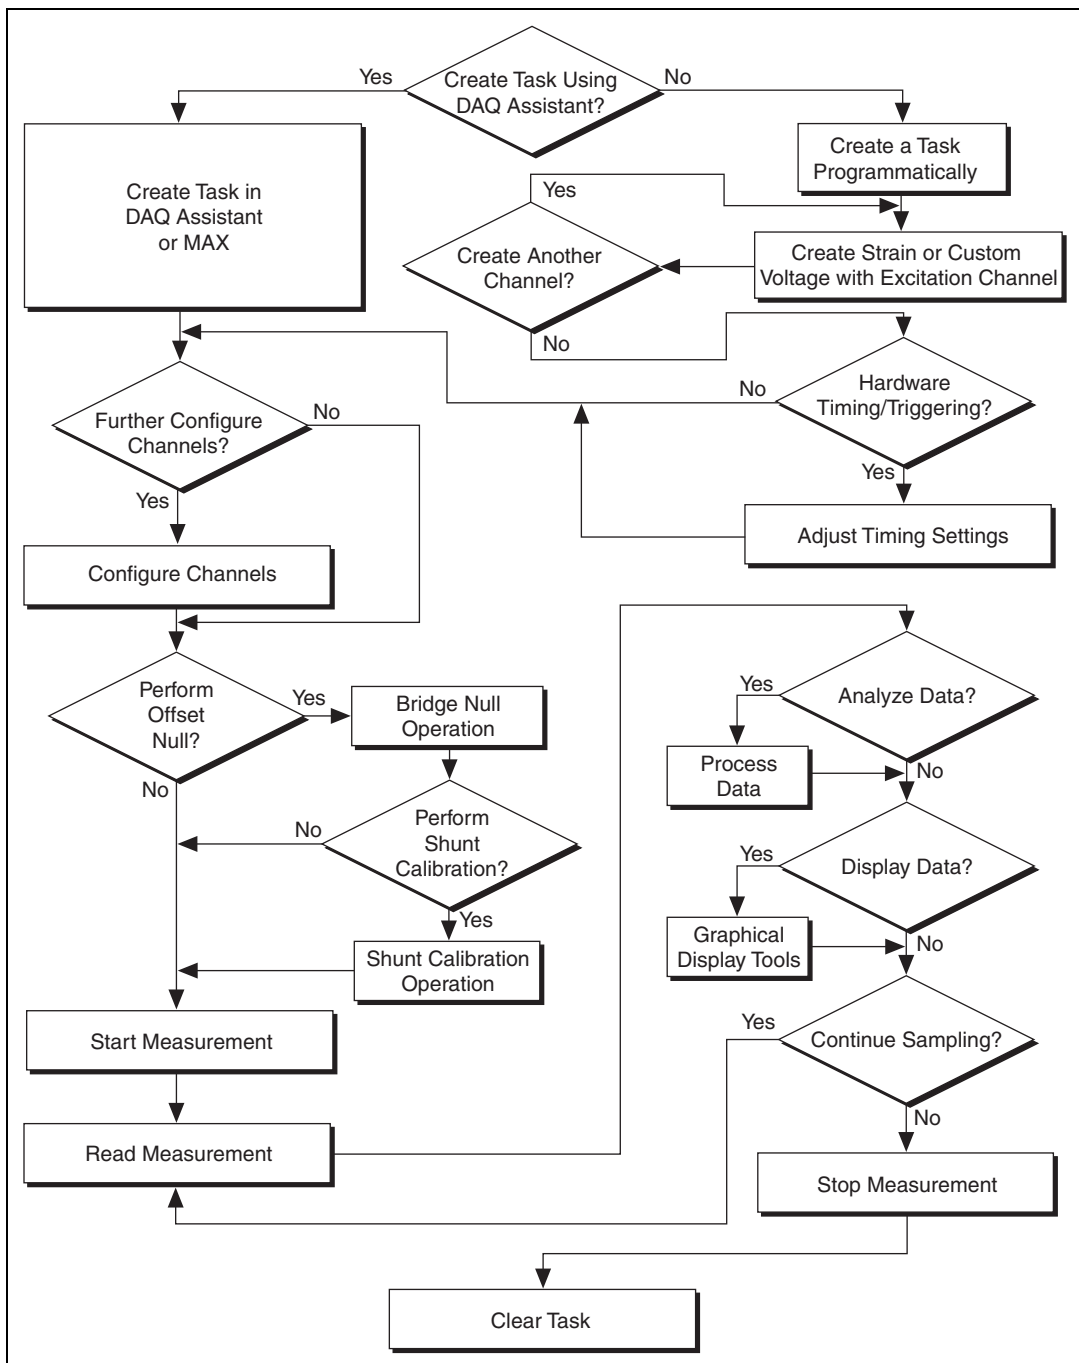 Create Task Using
DAQ Assistant?
Yes
No
Create Task in
DAQ Assistant
or MAX
Create a Task
Programmatically
Yes
Create Another
Channel?
Create Strain or Custom
Voltage with Excitation Channel
No
Hardware
Timing/Triggering?
No
Yes
Adjust Timing Settings
Further Configure
Channels?
No
Yes
Configure Channels
Perform
Offset
Null?
Yes
Bridge Null
Operation
No
Perform
Shunt
Calibration?
No
Yes
Shunt Calibration
Operation
Start Measurement
Read Measurement
Analyze Data?
Yes
Process
Data
No
Display Data?
Yes
Graphical
Display Tools
No
Continue Sampling?
Yes
No
Stop Measurement
Clear Task